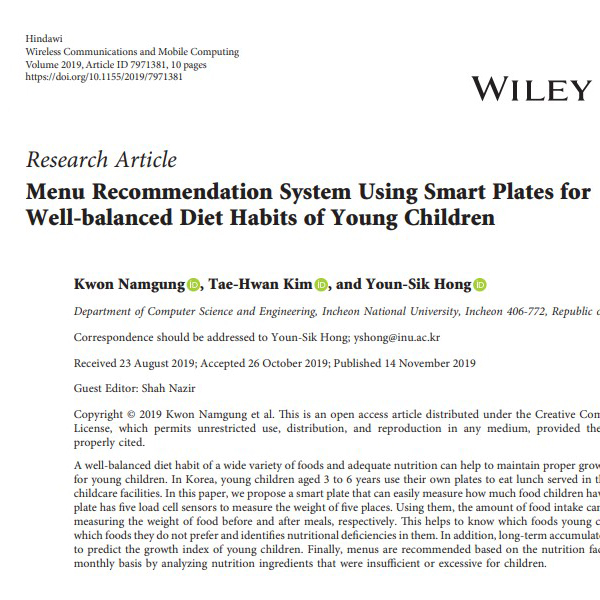 Hindawi
Wireless Communications and Mobile Computing
Volume 2019, Article ID 7971381, 10 pages
https://doi.org/10.1155/2019/7971381
WILEY
Research Article
Menu Recommendation System Using Smart Plates for
Well-balanced Diet Habits of Young Children
Kwon Namgung iD, Tae-Hwan Kim iD, and Youn-Sik Hong iD
Department of Computer Science and Engineering, Incheon National University, Incheon 406-772, Republic
Correspondence should be addressed to Youn-Sik Hong; yshong@inu.ac.kr
Received 23 August 2019; Accepted 26 October 2019; Published 14 November 2019
Guest Editor: Shah Nazir
Copyright © 2019 Kwon Namgung et al. This is an open access article distributed under the Creative Com
License, which permits unrestricted use, distribution, and reproduction in any medium, provided the
properly cited.
A well-balanced diet habit of a wide variety of foods and adequate nutrition can help to maintain proper grow
for young children. In Korea, young children aged 3 to 6 years use their own plates to eat lunch served in th
childcare facilities. In this paper, we propose a smart plate that can easily measure how much food children hav
plate has five load cell sensors to measure the weight of five places. Using them, the amount of food intake can
measuring the weight of food before and after meals, respectively. This helps to know which foods young c
which foods they do not prefer and identifies nutritional deficiencies in them. In addition, long-term accumulat
to predict the growth index of young children. Finally, menus are recommended based on the nutrition fac
monthly basis by analyzing nutrition ingredients that were insufficient or excessive for children.